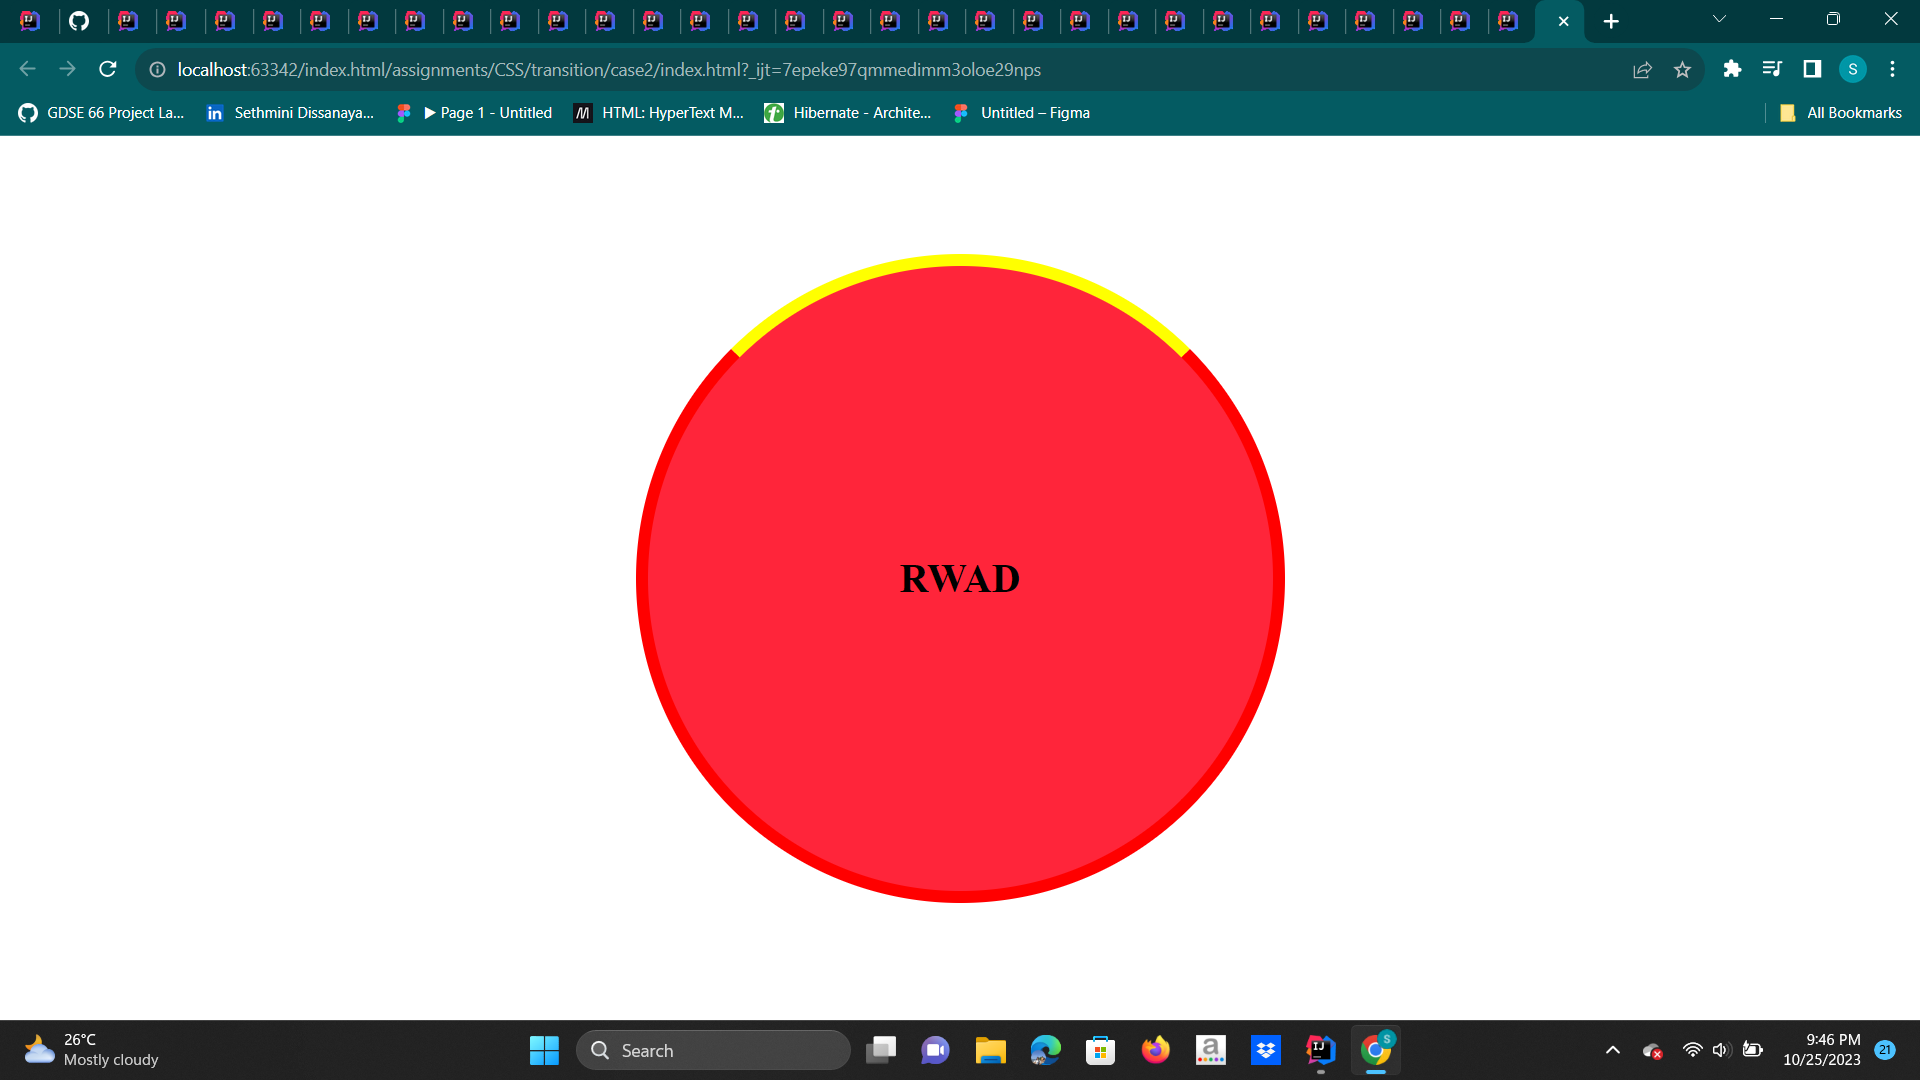 localhost:63342/index.html/assignments/CSS/transition/case2/index.html?_ijt=7epeke97qmmedimm3oloe29nps
S
GDSE 66 Project La...
in Sethmini Dissanaya...
▶ Page 1 - Untitled
M HTML: HyperText M...
Hibernate - Archite...
Untitled – Figma
All Bookmarks
RWAD
26°C
Mostly cloudy
Search
a
IJ
S
9:46 PM
10/25/2023
21